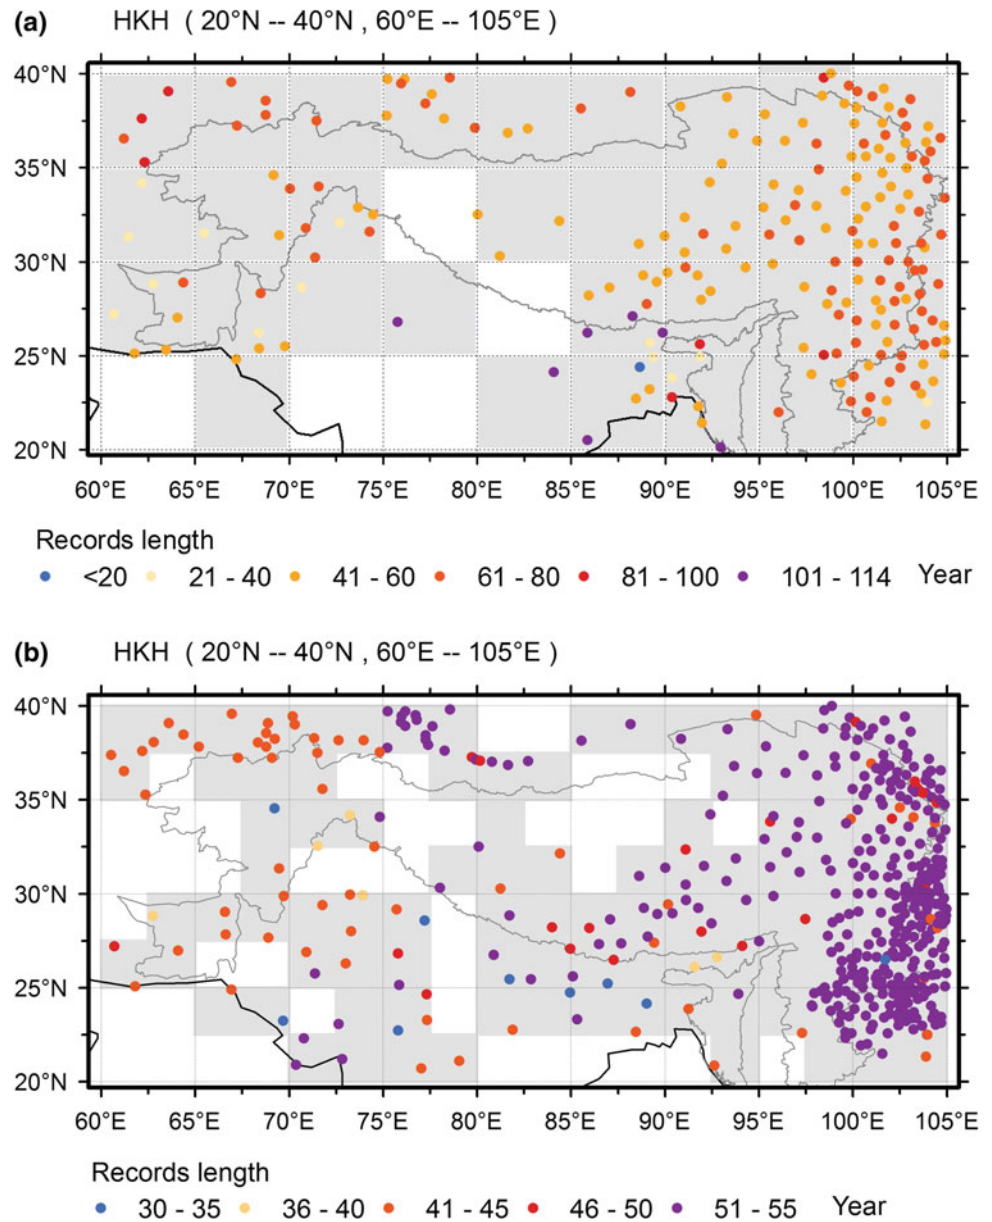 (a) HKH ( 20°N -- 40°N , 60°E -- 105°E )
40°N
35°N
30°N
25°N
20°N
60°E 65°E 70°E 75°E 80°E 85°E 90°E 95°E 100°E 105°E
Records length
<20 21 - 40 41 - 60 61 - 80 81 - 100 101 - 114 Year
(b) HKH ( 20°N -- 40°N , 60°E -- 105°E )
40°N
35°N
30°N
25°N
20°N
60°E 65°E 70°E 75°E 80°E 85°E 90°E 95°E 100°E 105°E
Records length
30 - 35 36 - 40 41 - 45 46 - 50 51 - 55 Year